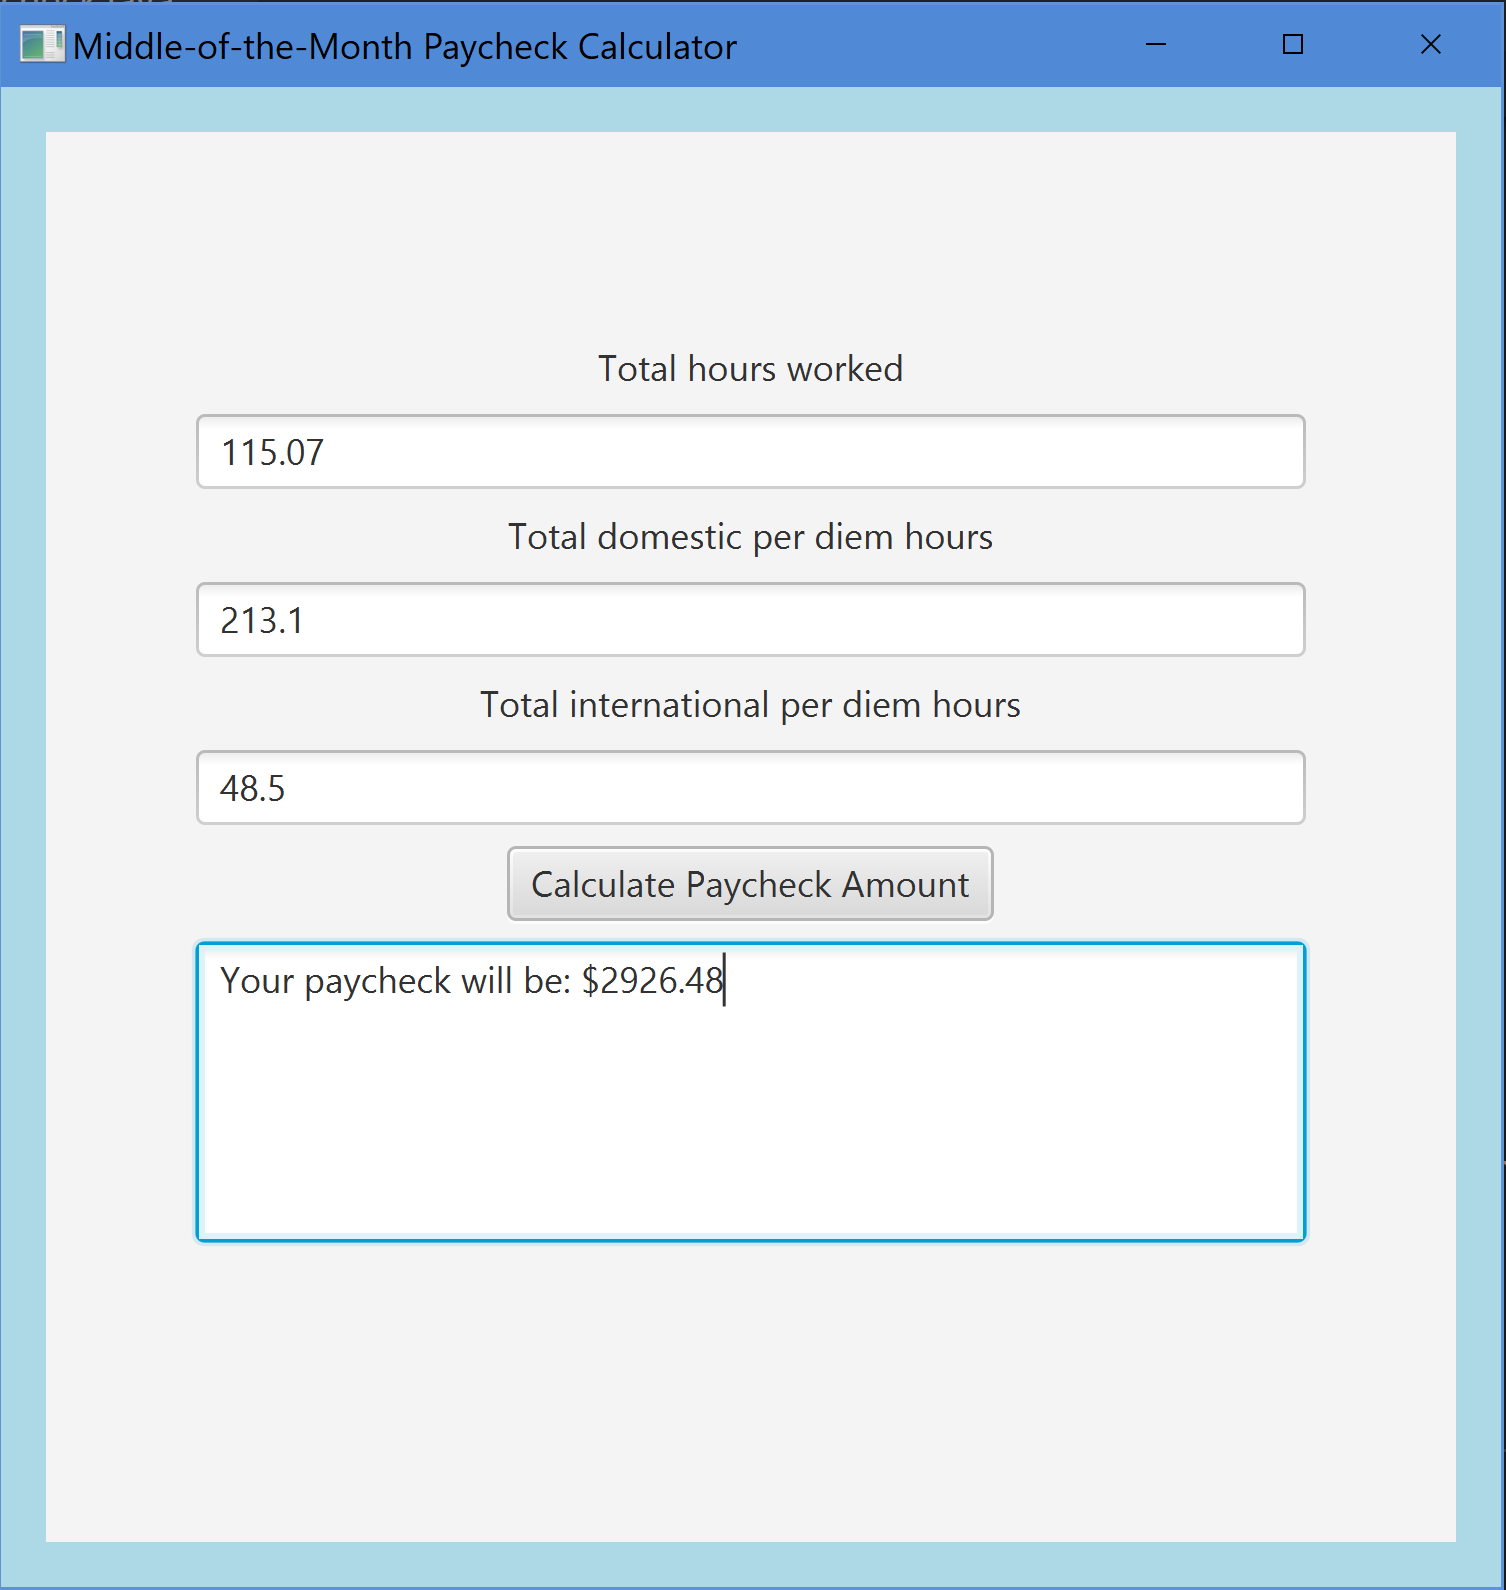 Middle-of-the-Month Paycheck Calculator
Total hours worked
115.07
Total domestic per diem hours
213.1
Total international per diem hours
48.5
Calculate Paycheck Amount
Your paycheck will be: $2926.48